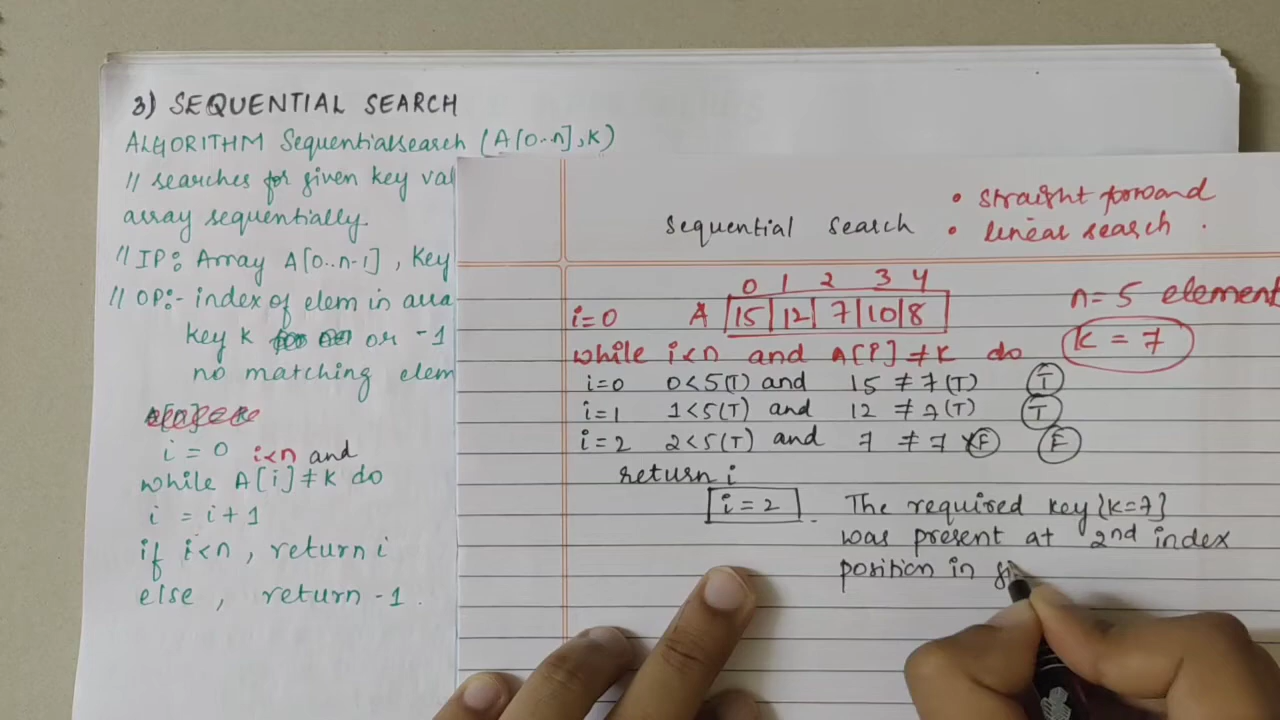 3) SEQUENTIAL SEARCH
ALGORITHM Sequentialsearch (A[0..n],K)
// searches for given key val
array sequentially.
// IP: Array A[0..n-1], Key
// OP:- index of elem in arra
key K or -1
no matching elem
i = 0 i<n and
while A[i]≠K do
i = i+1
if i<n, return i
else, return -1.
sequential search
• straight forward
• linear search.
0 1 2 3 4
i=0 A 15 12 7 10 8
n=5 element
while i<n and A[i]≠K do
K = 7
i=0 0<5(T) and 15 ≠ 7(T) T
i=1 1<5(T) and 12 ≠ 7(T) T
i=2 2<5(T) and 7 ≠ 7 F F
return i
i=2. The required key {K=7}
was present at 2nd index
position in